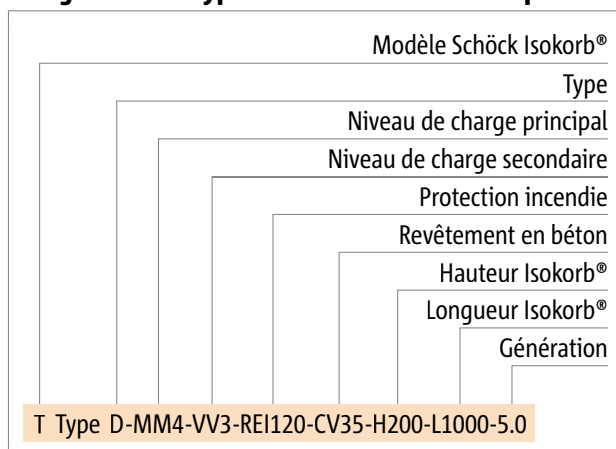 Modèle Schöck Isokorb®
Type
Niveau de charge principal
Niveau de charge secondaire
Protection incendie
Revêtement en béton
Hauteur Isokorb®
Longueur Isokorb®
Génération
T Type D-MM4-VV3-REI120-CV35-H200-L1000-5.0